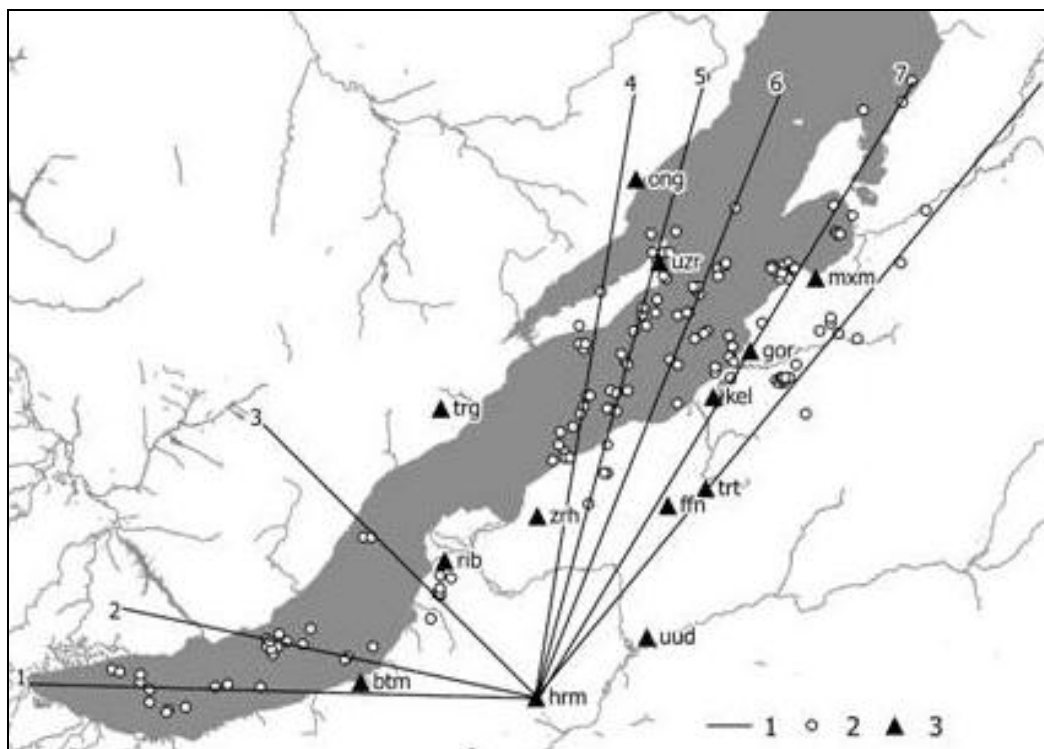 4
5
6
7
ong
uzr
mxm
gor
kel
trg
3
trt
ffn
zrh
rib
2
uud
1
btm
hrm
1
2
3